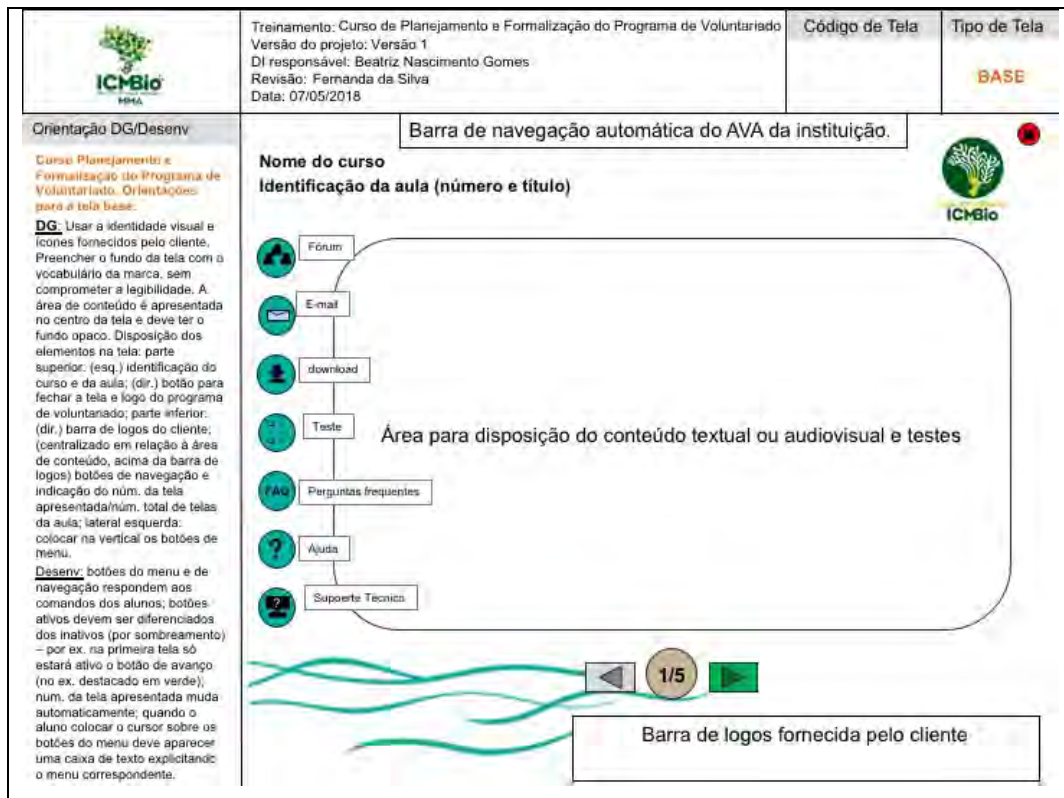 ICMBio
MMA
Treinamento: Curso de Planejamento e Formalização do Programa de Voluntariado
Versão do projeto: Versão 1
DI responsável: Beatriz Nascimento Gomes
Revisão: Fernanda da Silva
Data: 07/05/2018
Código de Tela
Tipo de Tela
BASE
Orientação DG/Desenv
Curso Planejamento e
Formalização do Programa de
Voluntariado. Orientações
para a tela base:
DG: Usar a identidade visual e
ícones fornecidos pelo cliente.
Preencher o fundo da tela com o
vocabulário da marca, sem
comprometer a legibilidade. A
área de conteúdo é apresentada
no centro da tela e deve ter o
fundo opaco. Disposição dos
elementos na tela: parte
superior: (esq.) identificação do
curso e da aula; (dir.) botão para
fechar a tela e logo do programa
de voluntariado; parte inferior:
(dir.) barra de logos do cliente;
(centralizado em relação à área
de conteúdo, acima da barra de
logos) botões de navegação e
indicação do núm. da tela
apresentada/núm. total de telas
da aula; lateral esquerda:
colocar na vertical os botões de
menu.
Desenv: botões do menu e de
navegação respondem aos
comandos dos alunos; botões
ativos devem ser diferenciados
dos inativos (por sombreamento)
– por ex. na primeira tela só
estará ativo o botão de avanço
(no ex. destacado em verde);
num. da tela apresentada muda
automaticamente; quando o
aluno colocar o cursor sobre os
botões do menu deve aparecer
uma caixa de texto explicitando
o menu correspondente.
Barra de navegação automática do AVA da instituição.
Nome do curso
Identificação da aula (número e título)
ICMBio
Fórum
E-mail
download
Teste
Área para disposição do conteúdo textual ou audiovisual e testes
FAQ
Perguntas frequentes
?
Ajuda
?
Supoerte Técnico
1/5
Barra de logos fornecida pelo cliente